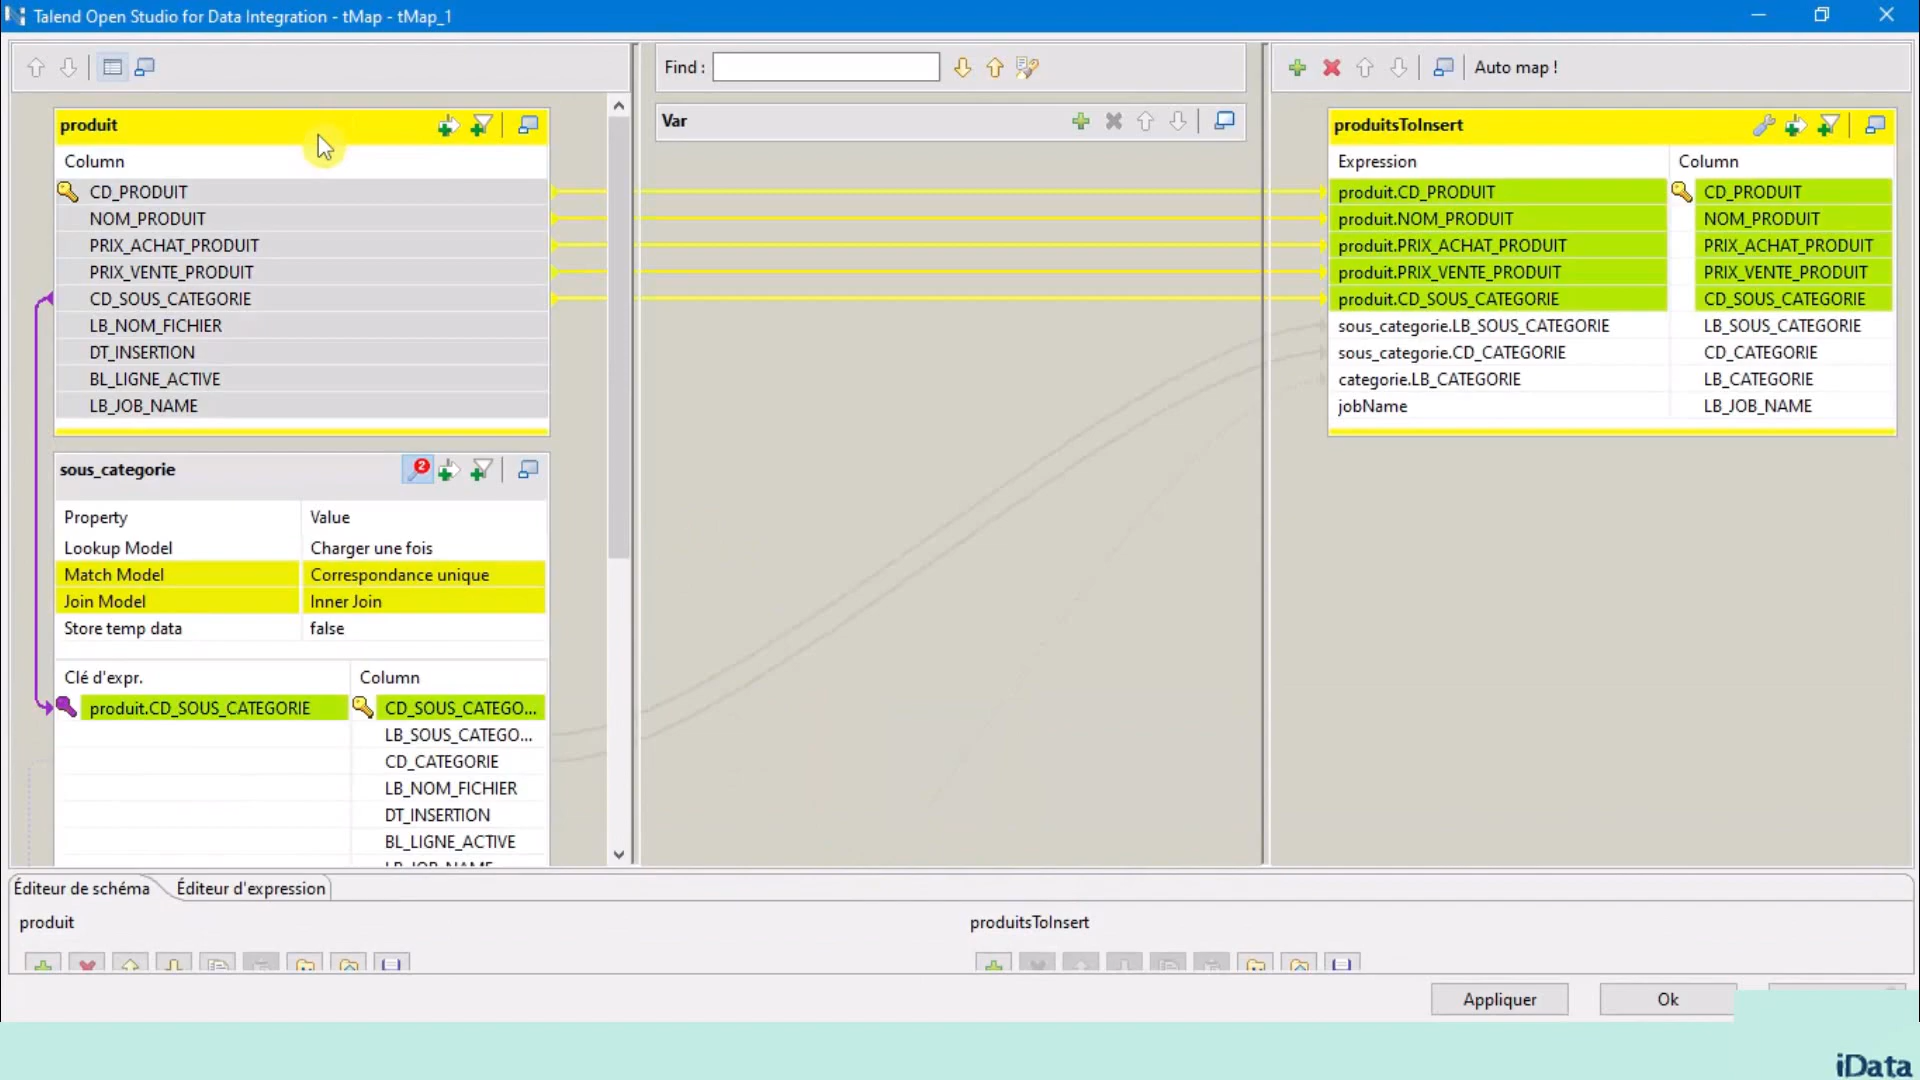 Talend Open Studio for Data Integration - tMap - tMap_1
Find :
Auto map !
produit
Column
CD_PRODUIT
NOM_PRODUIT
PRIX_ACHAT_PRODUIT
PRIX_VENTE_PRODUIT
CD_SOUS_CATEGORIE
LB_NOM_FICHIER
DT_INSERTION
BL_LIGNE_ACTIVE
LB_JOB_NAME
sous_categorie
2
Property Value
Lookup Model Charger une fois
Match Model Correspondance unique
Join Model Inner Join
Store temp data false
Clé d'expr. Column
produit.CD_SOUS_CATEGORIE CD_SOUS_CATEGO...
LB_SOUS_CATEGO...
CD_CATEGORIE
LB_NOM_FICHIER
DT_INSERTION
BL_LIGNE_ACTIVE
LB_JOB_NAME
Var
produitsToInsert
Expression Column
produit.CD_PRODUIT CD_PRODUIT
produit.NOM_PRODUIT NOM_PRODUIT
produit.PRIX_ACHAT_PRODUIT PRIX_ACHAT_PRODUIT
produit.PRIX_VENTE_PRODUIT PRIX_VENTE_PRODUIT
produit.CD_SOUS_CATEGORIE CD_SOUS_CATEGORIE
sous_categorie.LB_SOUS_CATEGORIE LB_SOUS_CATEGORIE
sous_categorie.CD_CATEGORIE CD_CATEGORIE
categorie.LB_CATEGORIE LB_CATEGORIE
jobName LB_JOB_NAME
Éditeur de schéma Éditeur d'expression
produit produitsToInsert
Appliquer Ok
iData